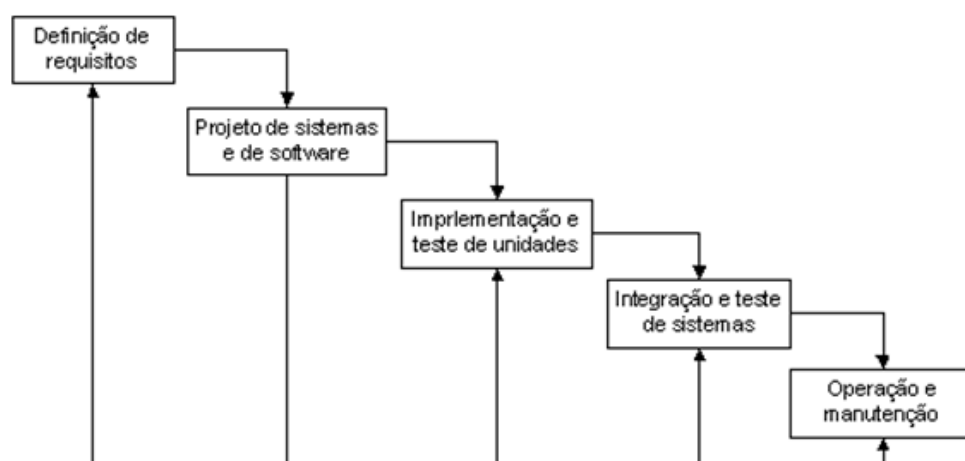 Definição de
requisitos
Projeto de sistemas
e de software
Imprlementação e
teste de unidades
Integração e teste
de sistemas
Operação e
manutenção